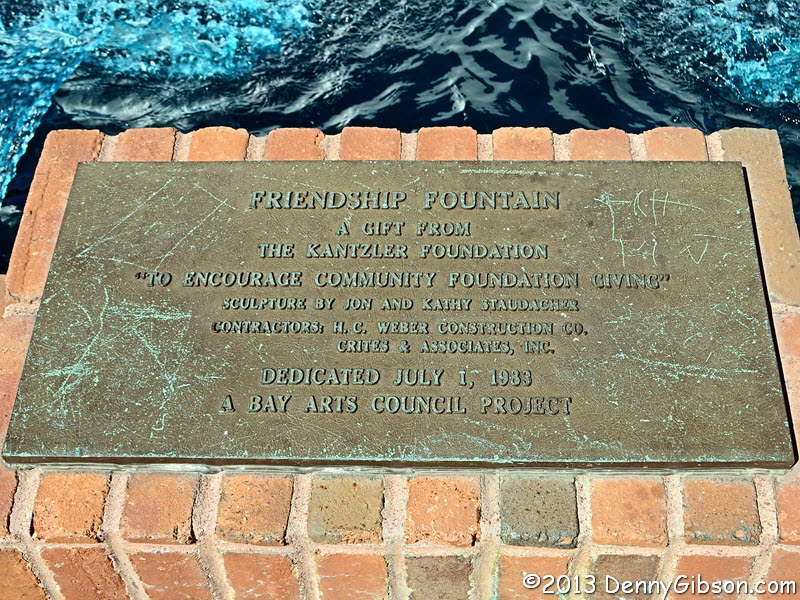 FRIENDSHIP FOUNTAIN
A GIFT FROM
THE KANTZLER FOUNDATION
"TO ENCOURAGE COMMUNITY FOUNDATION GIVING"
SCULPTURE BY JON AND KATHY STAUDACHER
CONTRACTORS: H. C. WEBER CONSTRUCTION CO.
CRITES & ASSOCIATES, INC.
DEDICATED JULY 1, 1983
A BAY ARTS COUNCIL PROJECT
©2013 DennyGibson.com